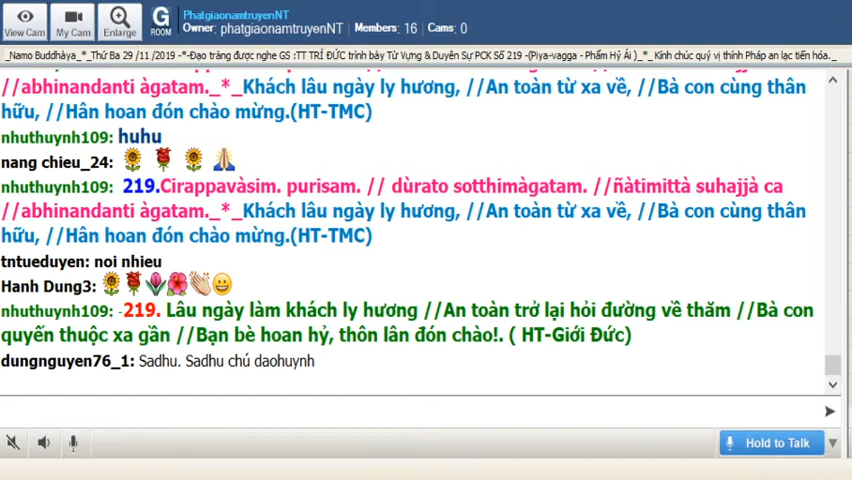 View Cam
My Cam
Enlarge
G
ROOM
PhatgiaonamtruyenNT
Owner: phatgiaonamtruyenNT Members: 16 Cams: 0
_Namo Buddhàya_*_Thứ Ba 29 /11 /2019 -*-Đạo tràng được nghe GS :TT TRÍ ĐỨC trình bày Từ Vựng & Duyên Sự PCK Số 219 -(Piya-vagga - Phẩm Hỷ Ái )_*_ Kính chúc quý vị thính Pháp an lạc tiến hóa._
//abhinandanti àgatam._*_Khách lâu ngày ly hương, //An toàn từ xa về, //Bà con cùng thân
hữu, //Hân hoan đón chào mừng.(HT-TMC)
nhuthuynh109: huhu
nang chieu_24:
nhuthuynh109: 219.Cirappavàsim. purisam. // dùrato sotthimàgatam. //ñàtimittà suhajjà ca
//abhinandanti àgatam._*_Khách lâu ngày ly hương, //An toàn từ xa về, //Bà con cùng thân
hữu, //Hân hoan đón chào mừng.(HT-TMC)
tntueduyen: noi nhieu
Hanh Dung3:
nhuthuynh109: -219. Lâu ngày làm khách ly hương //An toàn trở lại hỏi đường về thăm //Bà con
quyến thuộc xa gần //Bạn bè hoan hỷ, thôn lân đón chào!. ( HT-Giới Đức)
dungnguyen76_1: Sadhu. Sadhu chú daohuynh
Hold to Talk